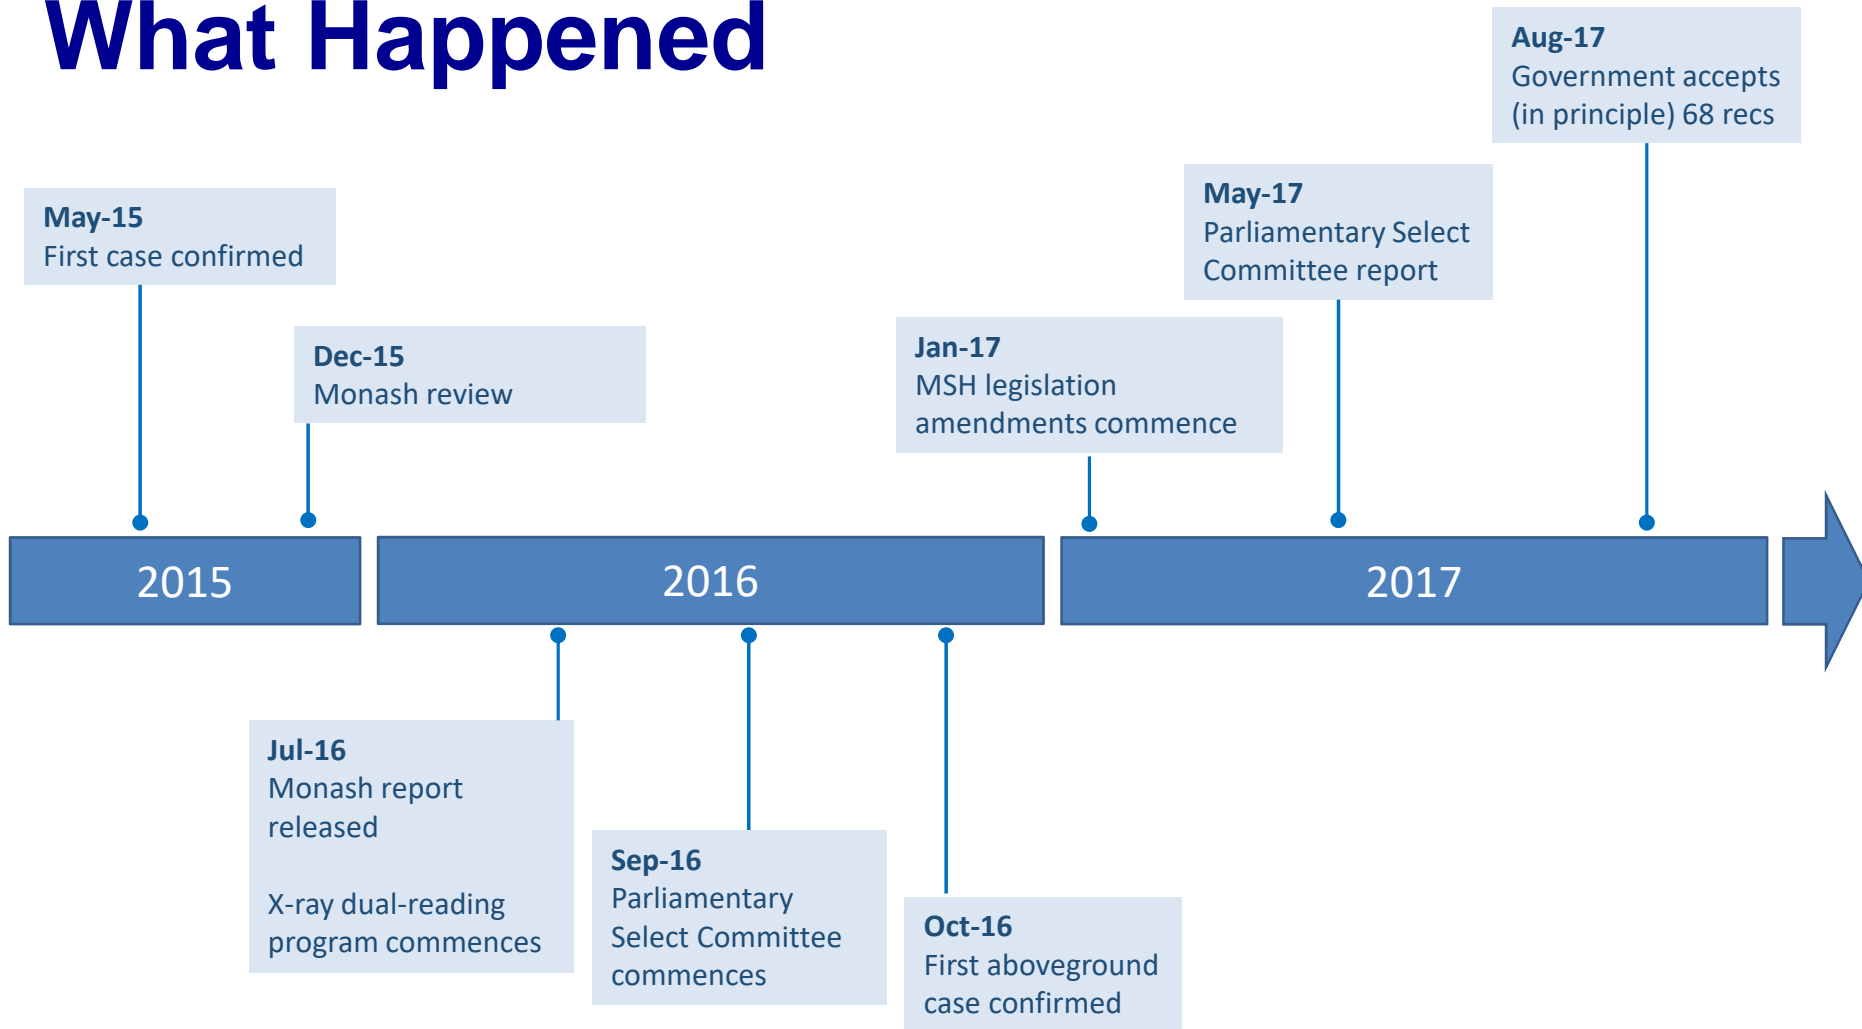 What Happened
Aug-17
Government accepts
(in principle) 68 recs
May-17
Parliamentary Select
Committee report
May-15
First case confirmed
Jan-17
MSH legislation
amendments commence
Dec-15
Monash review
2015
2016
2017
Jul-16
Monash report
released
X-ray dual-reading
program commences
Sep-16
Parliamentary
Select Committee
commences
Oct-16
First aboveground
case confirmed